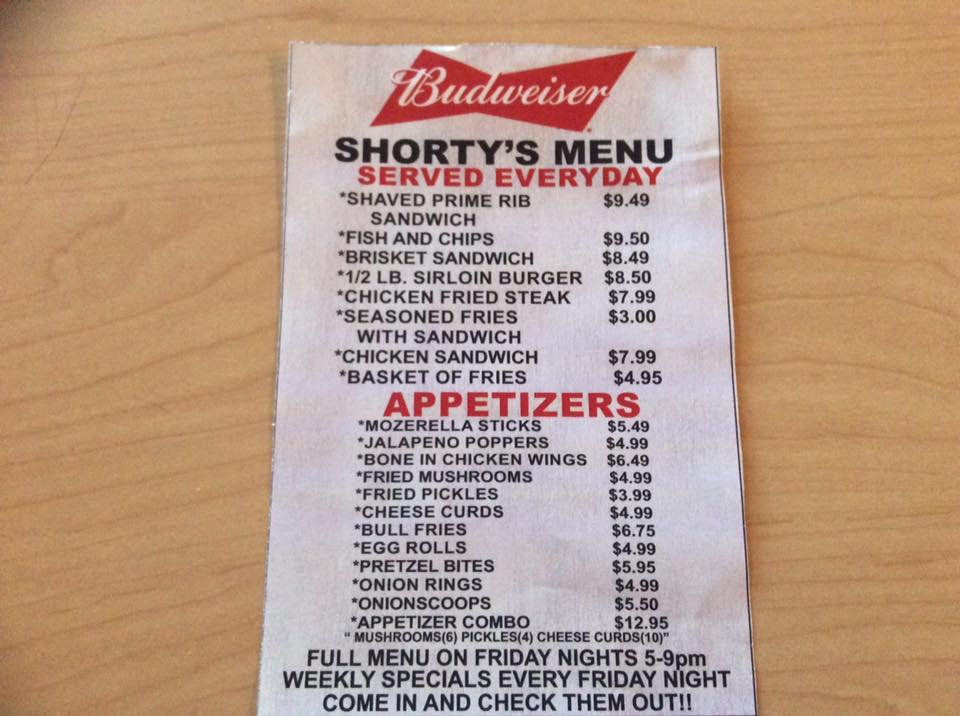 Budweiser
SHORTY'S MENU
SERVED EVERYDAY
*SHAVED PRIME RIB $9.49
SANDWICH
*FISH AND CHIPS $9.50
*BRISKET SANDWICH $8.49
*1/2 LB. SIRLOIN BURGER $8.50
*CHICKEN FRIED STEAK $7.99
*SEASONED FRIES $3.00
WITH SANDWICH
*CHICKEN SANDWICH $7.99
*BASKET OF FRIES $4.95
APPETIZERS
*MOZERELLA STICKS $5.49
*JALAPENO POPPERS $4.99
*BONE IN CHICKEN WINGS $6.49
*FRIED MUSHROOMS $4.99
*FRIED PICKLES $3.99
*CHEESE CURDS $4.99
*BULL FRIES $6.75
*EGG ROLLS $4.99
*PRETZEL BITES $5.95
*ONION RINGS $4.99
*ONIONSCOOPS $5.50
*APPETIZER COMBO $12.95
" MUSHROOMS(6) PICKLES(4) CHEESE CURDS(10)"
FULL MENU ON FRIDAY NIGHTS 5-9pm
WEEKLY SPECIALS EVERY FRIDAY NIGHT
COME IN AND CHECK THEM OUT!!